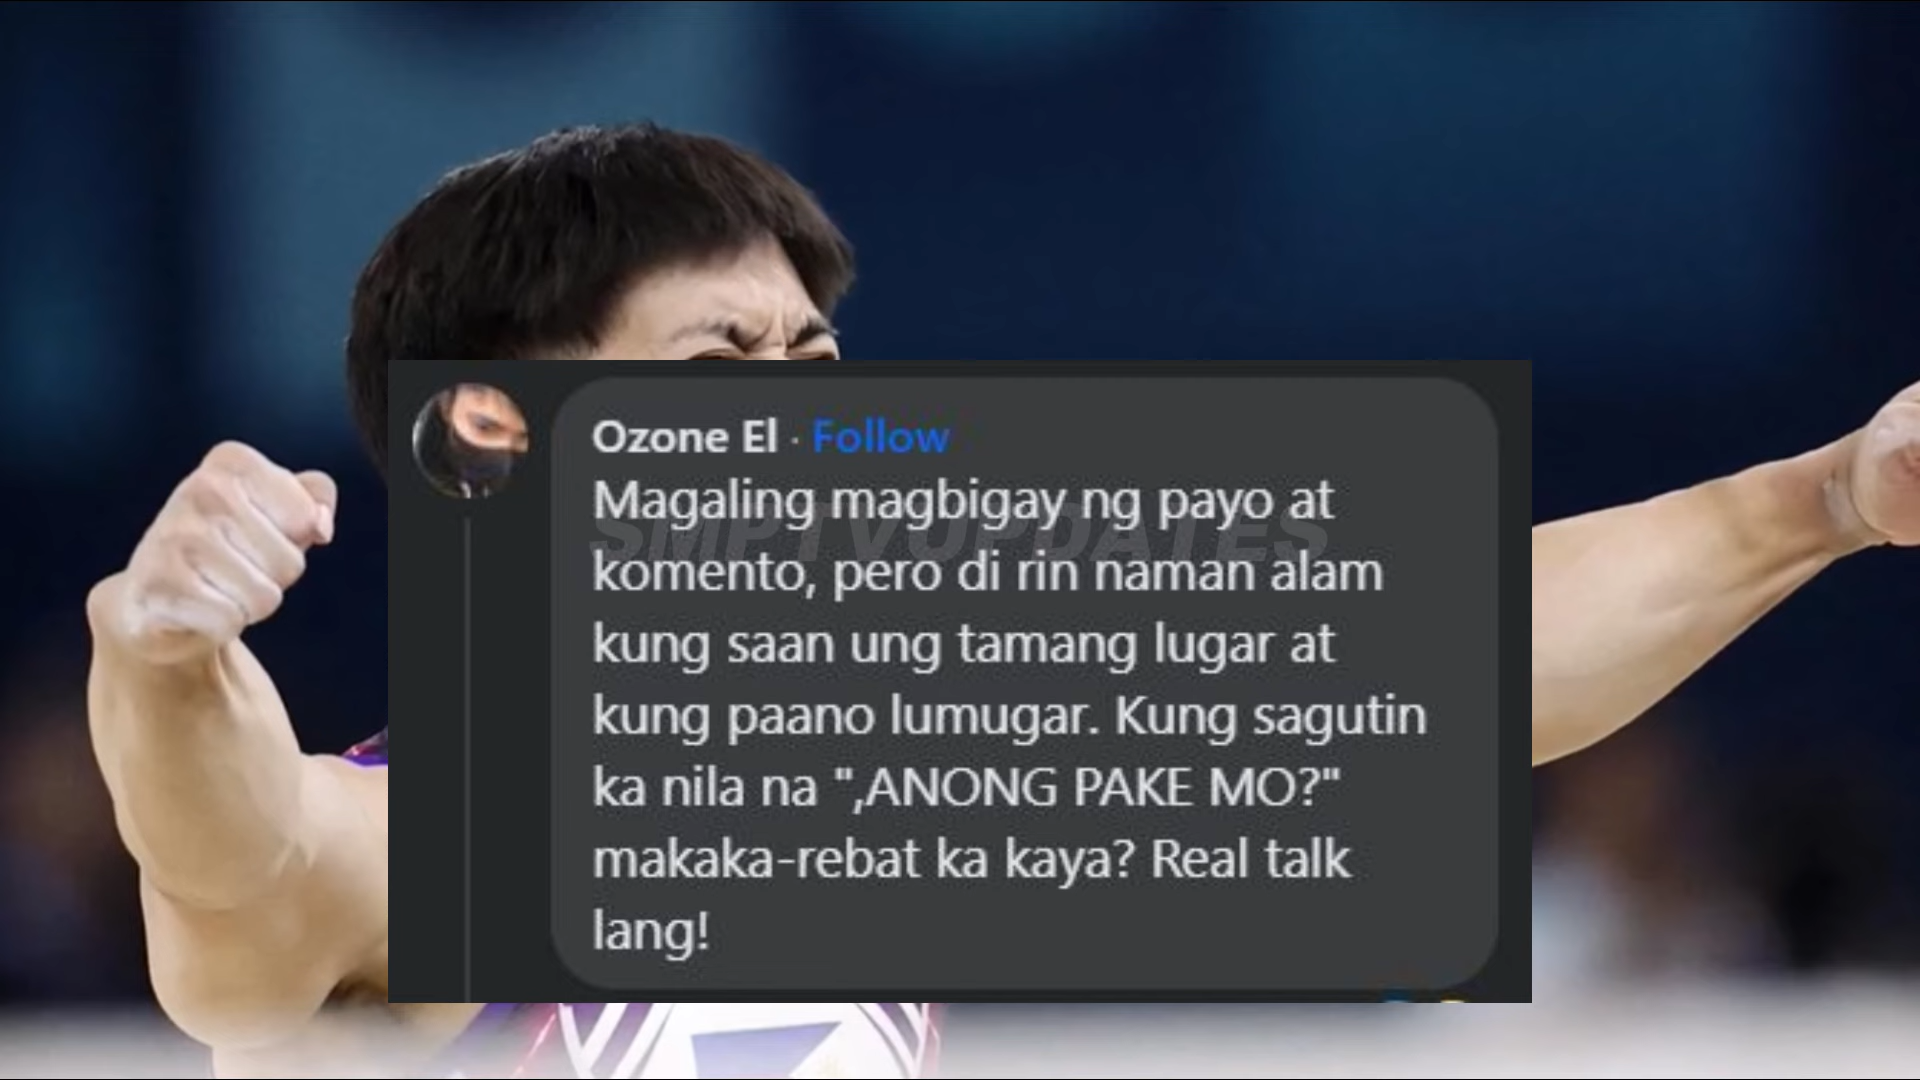 Ozone El · Follow
Magaling magbigay ng payo at
SMPTVUPDATES
komento, pero di rin naman alam
kung saan ung tamang lugar at
kung paano lumugar. Kung sagutin
ka nila na ",ANONG PAKE MO?"
makaka-rebat ka kaya? Real talk
lang!